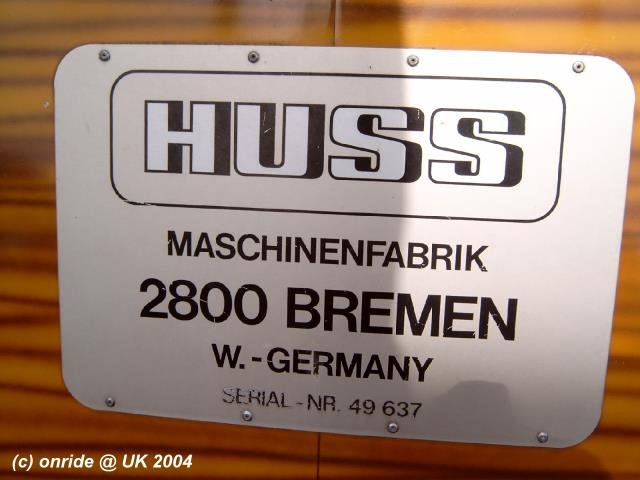 HUSS
MASCHINENFABRIK
2800 BREMEN
W.-GERMANY
SERIAL-NR. 49 637
(c) onride @ UK 2004